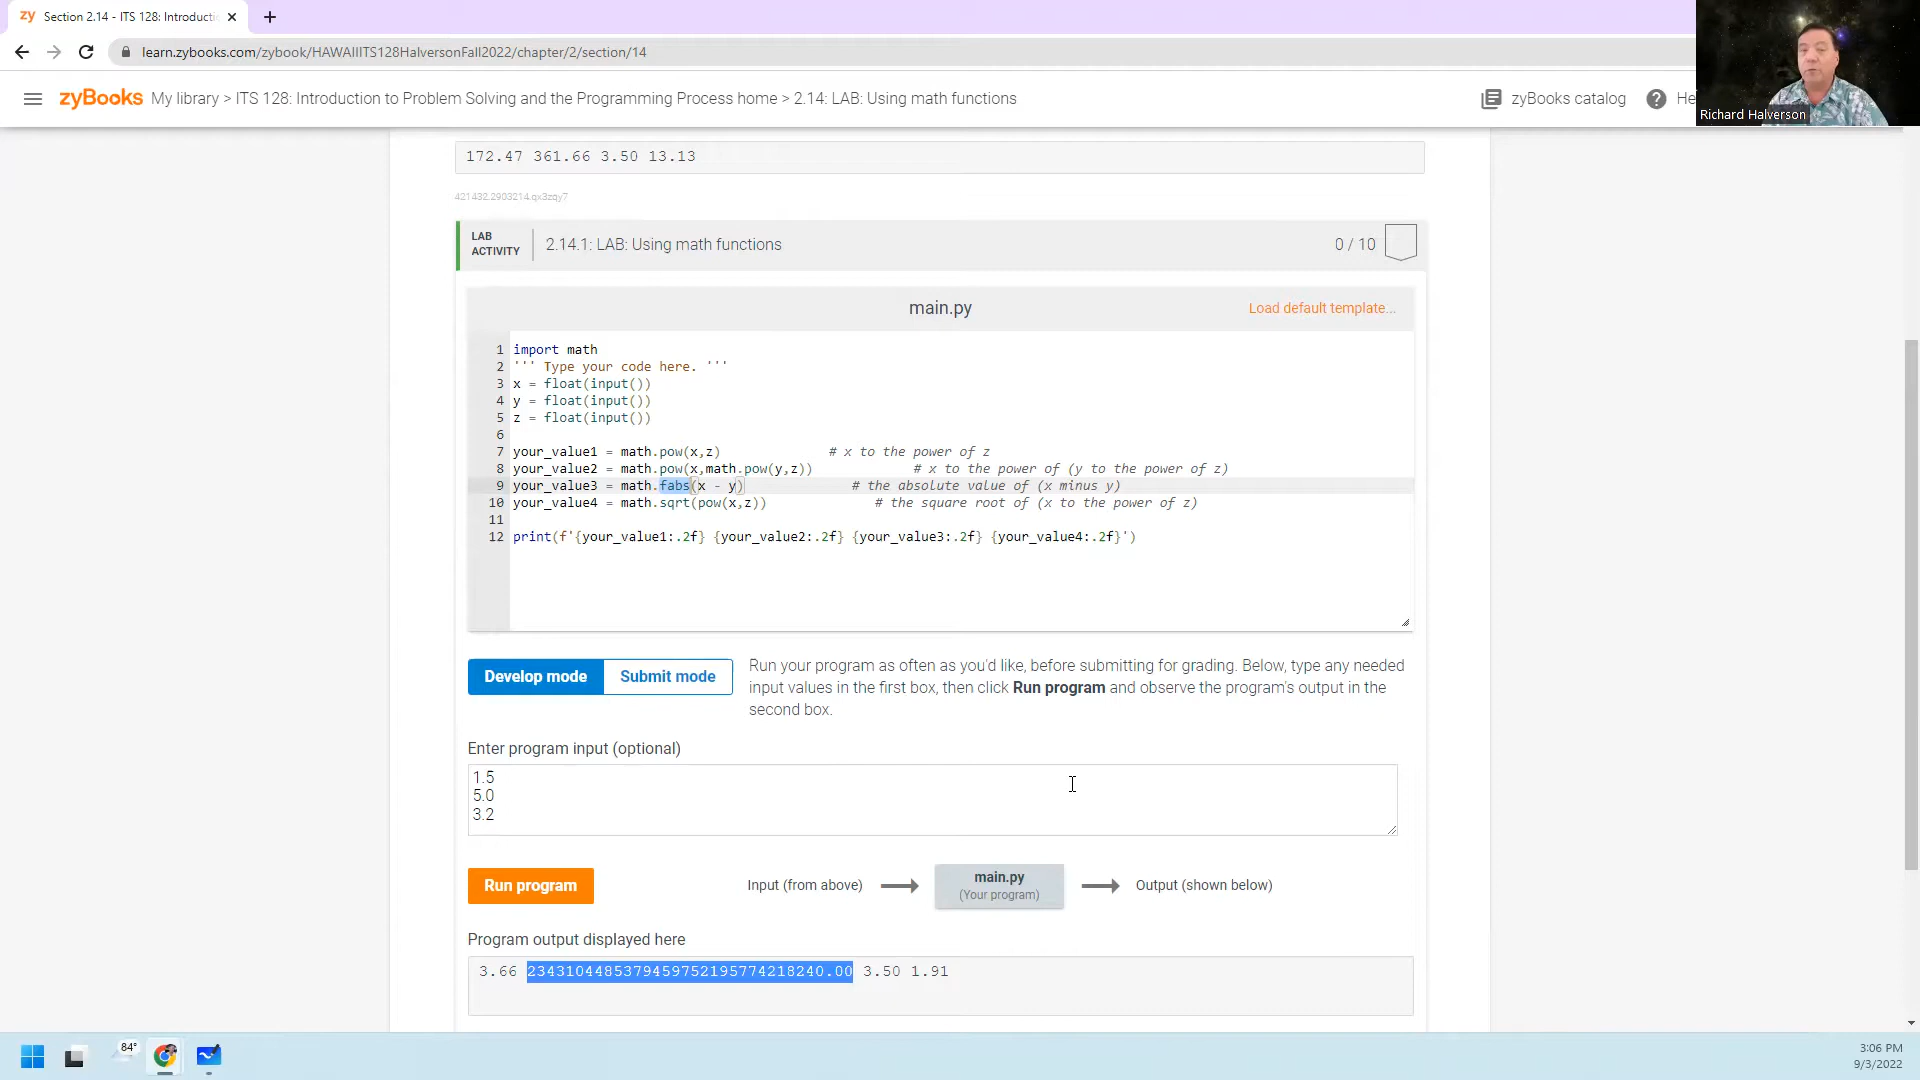 zy Section 2.14 - ITS 128: Introducti
learn.zybooks.com/zybook/HAWAIIITS128HalversonFall2022/chapter/2/section/14
zyBooks My library > ITS 128: Introduction to Problem Solving and the Programming Process home > 2.14: LAB: Using math functions
zyBooks catalog ? He
Richard Halverson
172.47 361.66 3.50 13.13
421432.2903214.qx3zqy7
LAB
ACTIVITY
2.14.1: LAB: Using math functions
0 / 10
main.py
Load default template...
1 import math
2 ''' Type your code here. '''
3 x = float(input())
4 y = float(input())
5 z = float(input())
6
7 your_value1 = math.pow(x,z) # x to the power of z
8 your_value2 = math.pow(x,math.pow(y,z)) # x to the power of (y to the power of z)
9 your_value3 = math.fabs(x - y) # the absolute value of (x minus y)
10 your_value4 = math.sqrt(pow(x,z)) # the square root of (x to the power of z)
11
12 print(f'{your_value1:.2f} {your_value2:.2f} {your_value3:.2f} {your_value4:.2f}')
Develop mode Submit mode
Run your program as often as you'd like, before submitting for grading. Below, type any needed
input values in the first box, then click Run program and observe the program's output in the
second box.
Enter program input (optional)
1.5
5.0
3.2
Run program
Input (from above)
main.py
(Your program)
Output (shown below)
Program output displayed here
3.66 2343104485379459752195774218240.00 3.50 1.91
84°
3:06 PM
9/3/2022